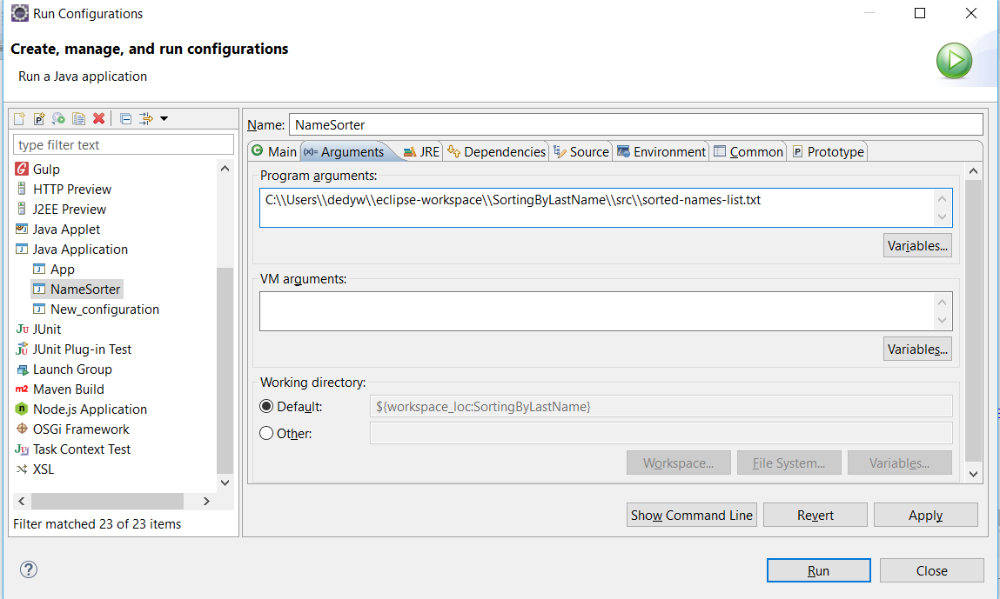 Run Configurations
Create, manage, and run configurations
Run a Java application
type filter text
Gulp
HTTP Preview
J2EE Preview
Java Applet
Java Application
App
NameSorter
New_configuration
JUnit
JUnit Plug-in Test
Launch Group
Maven Build
Node.js Application
OSGi Framework
Task Context Test
XSL
Filter matched 23 of 23 items
Name: NameSorter
Main (x)= Arguments JRE Dependencies Source Environment Common Prototype
Program arguments:
C:\\Users\\dedyw\\eclipse-workspace\\SortingByLastName\\src\\sorted-names-list.txt
Variables...
VM arguments:
Variables...
Working directory:
Default: ${workspace_loc:SortingByLastName}
Other:
Workspace... File System... Variables...
Show Command Line Revert Apply
Run Close